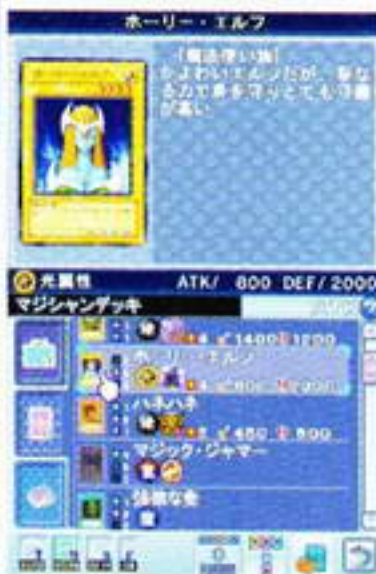 ホーリー・エルフ
【魔法使い族】
かよわいエルフだが、聖な
る力で身を守りとても守備
が高い
光属性 ATK/ 800 DEF/2000
マジシャンデッキ
4 1400 1200
ホーリー・エルフ
4 800 2000
ハネハネ
2 450 500
マジック・ジャマー
強欲な壺